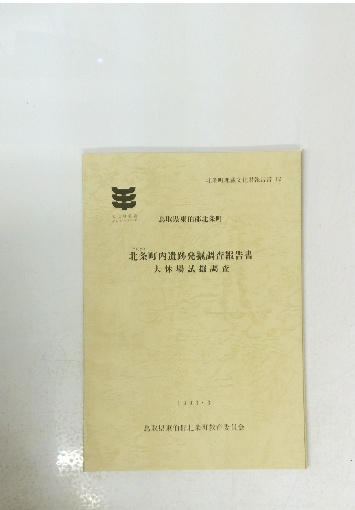 北条町埋蔵文化財報告書 12
鳥取県東伯郡北条町
北条町内遺跡発掘調査報告書
大体場試掘調査
鳥取県東伯郡北条町教育委員会